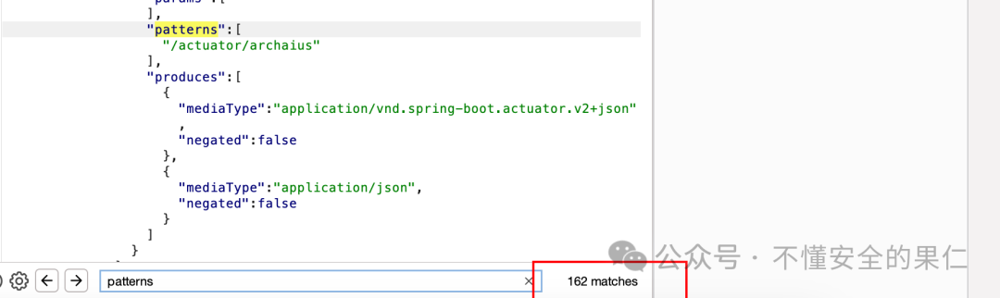 "params":[
],
"patterns":[
"/actuator/archaius"
],
"produces":[
{
"mediaType":"application/vnd.spring-boot.actuator.v2+json"
,
"negated":false
},
{
"mediaType":"application/json",
"negated":false
}
]
}
patterns
162 matches
公众号 · 不懂安全的果仁